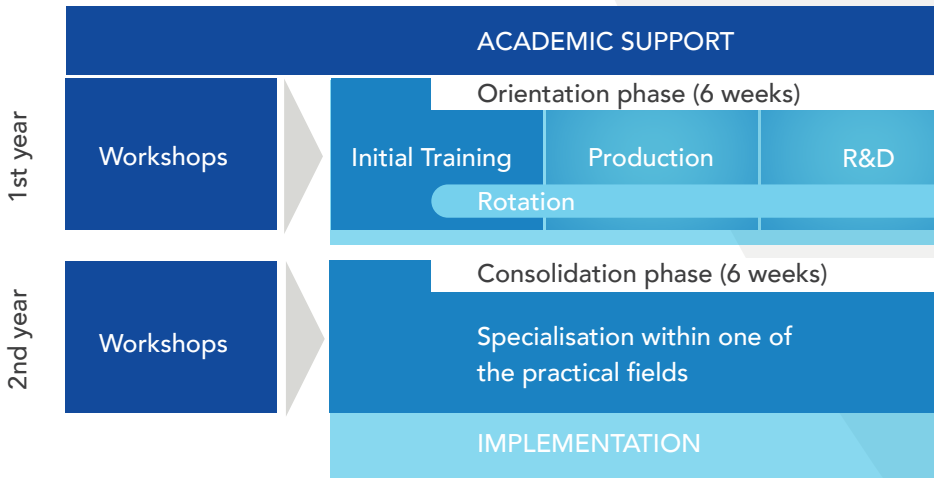 ACADEMIC SUPPORT
1st year
Workshops
Orientation phase (6 weeks)
Initial Training
Production
R&D
Rotation
2nd year
Workshops
Consolidation phase (6 weeks)
Specialisation within one of
the practical fields
IMPLEMENTATION